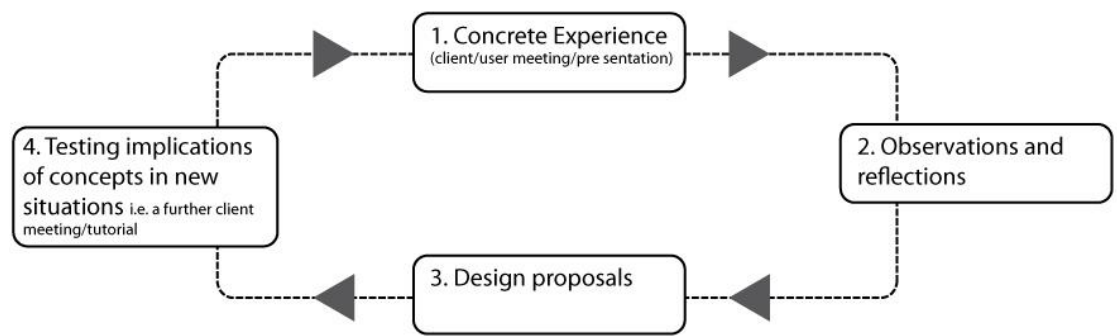 1. Concrete Experience
(client/user meeting/pre sentation)
2. Observations and
reflections
3. Design proposals
4. Testing implications
of concepts in new
situations i.e. a further client
meeting/tutorial